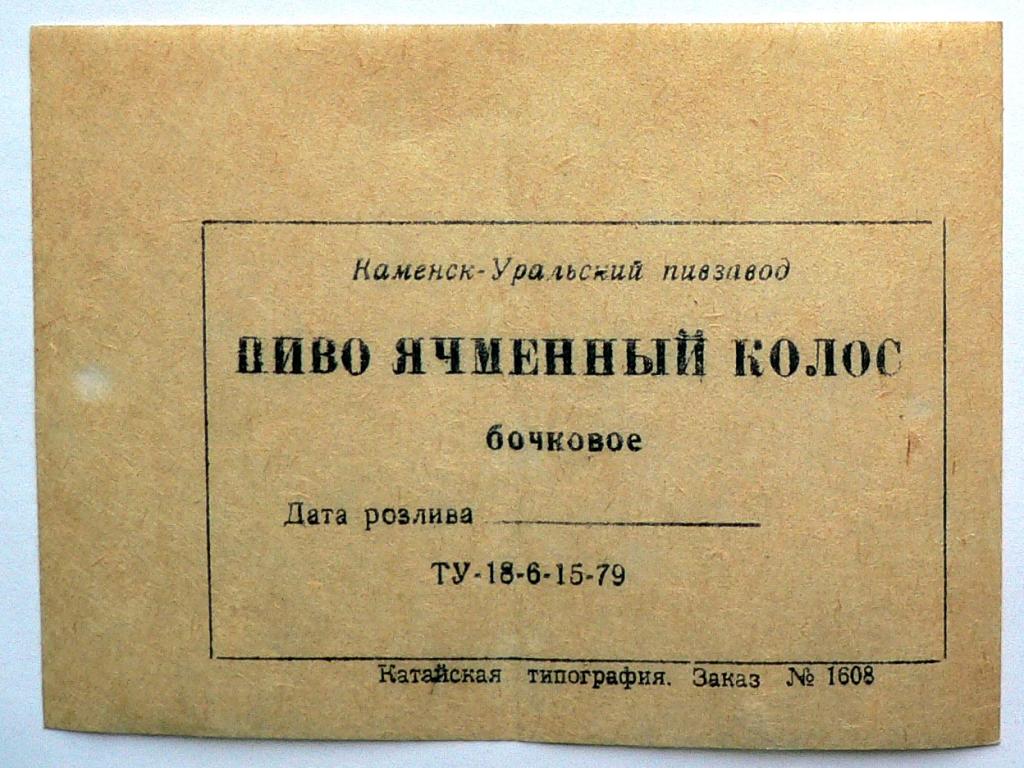 Каменск-Уральский пивзавод
ПИВО ЯЧМЕННЫЙ КОЛОС
бочковое
Дата розлива
ТУ-18-6-15-79
Катайская типография. Заказ № 1608